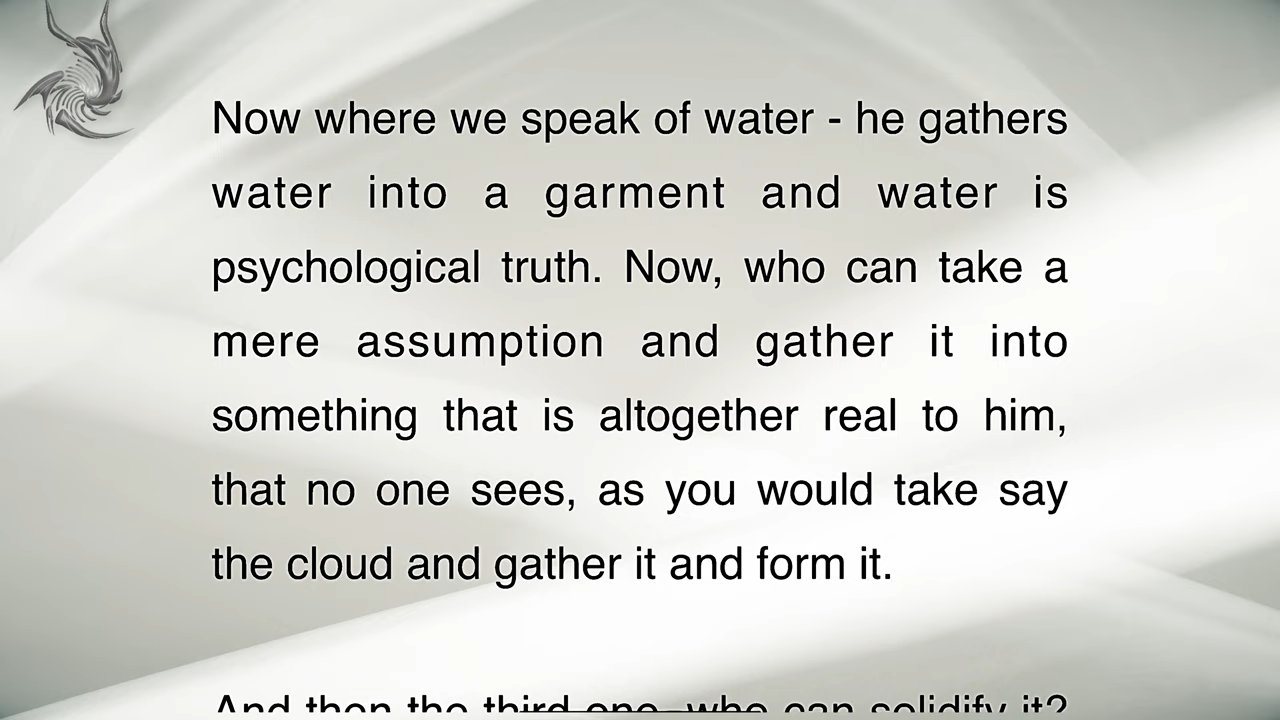 Now where we speak of water - he gathers
water into a garment and water is
psychological truth. Now, who can take a
mere assumption and gather it into
something that is altogether real to him,
that no one sees, as you would take say
the cloud and gather it and form it.
And then the third one, who can solidify it?